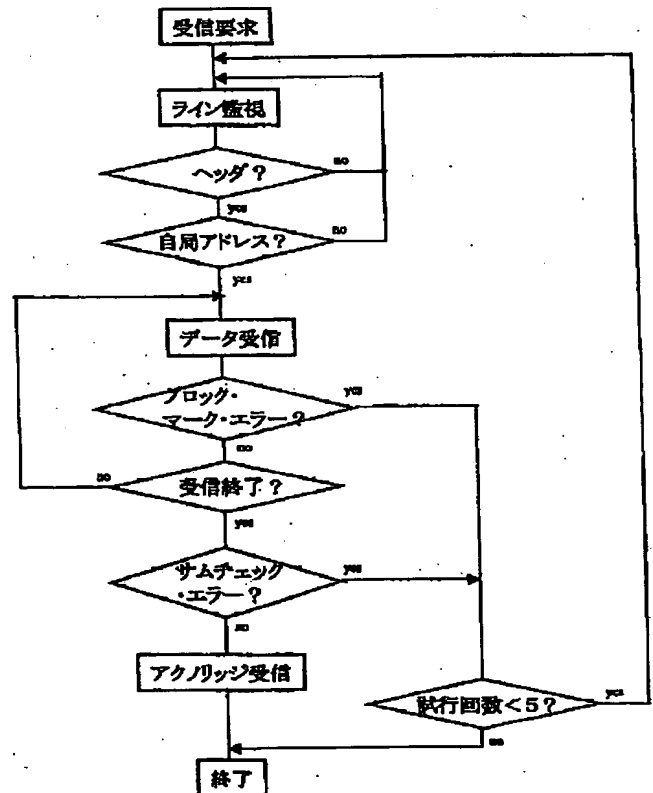 受信要求
ライン監視
ヘッダ?
no
yes
自局アドレス?
no
yes
データ受信
ブロック・
マーク・エラー?
yes
no
受信終了?
no
yes
サムチェック
・エラー?
yes
no
アクノリッジ受信
試行回数<5?
yes
no
終了